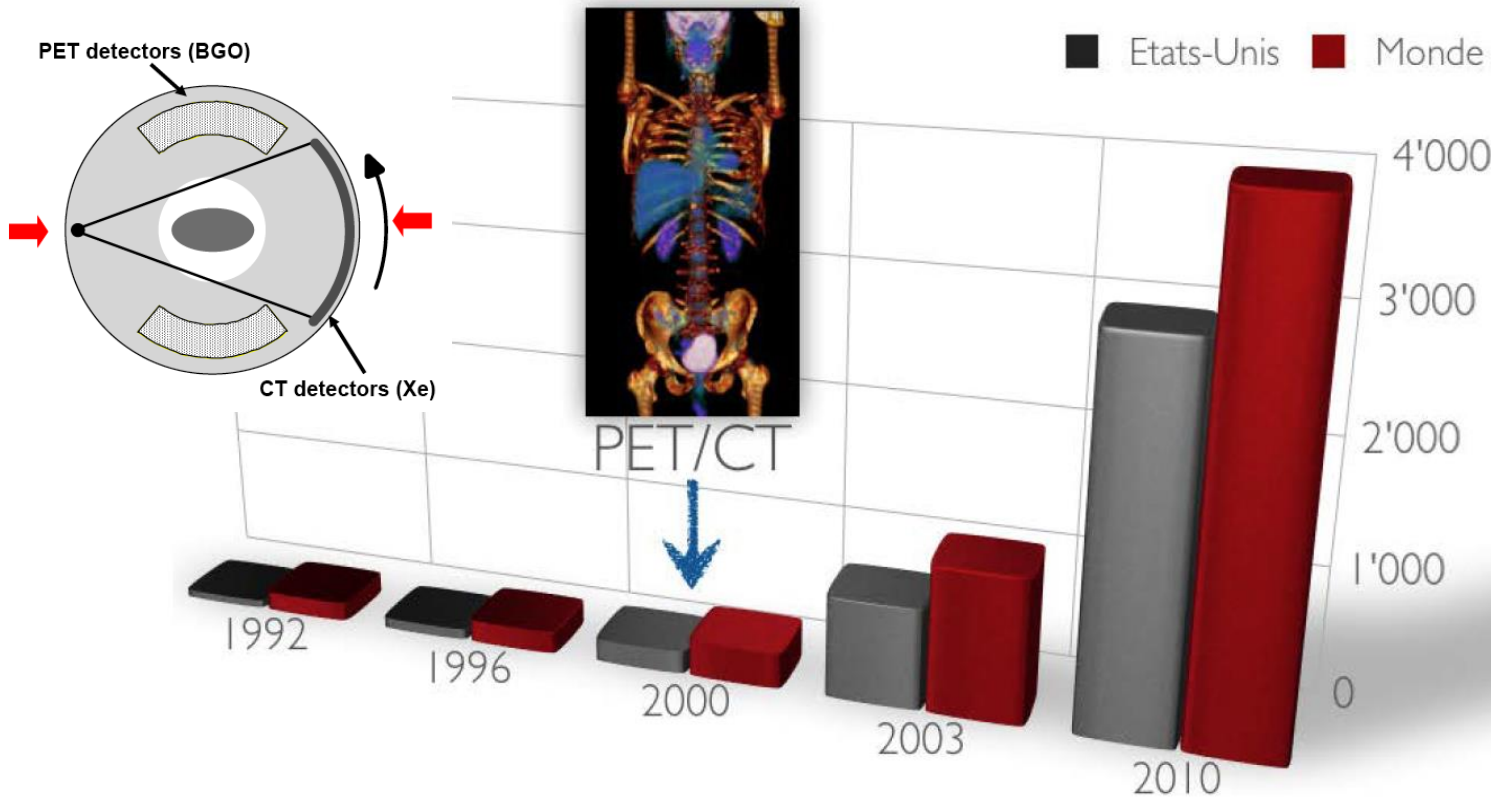 PET detectors (BGO)
CT detectors (Xe)
Etats-Unis
Monde
PET/CT
4'000
3'000
2'000
1'000
0
1992
1996
2000
2003
2010